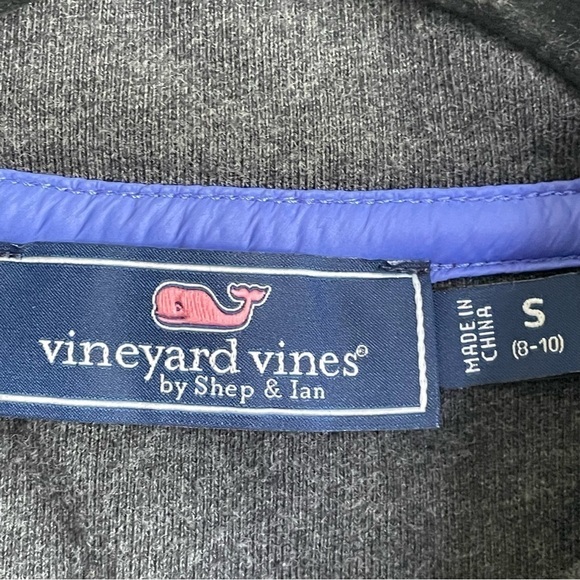 vineyard vines®
by Shep & Ian
MADE IN
CHINA
S
(8-10)